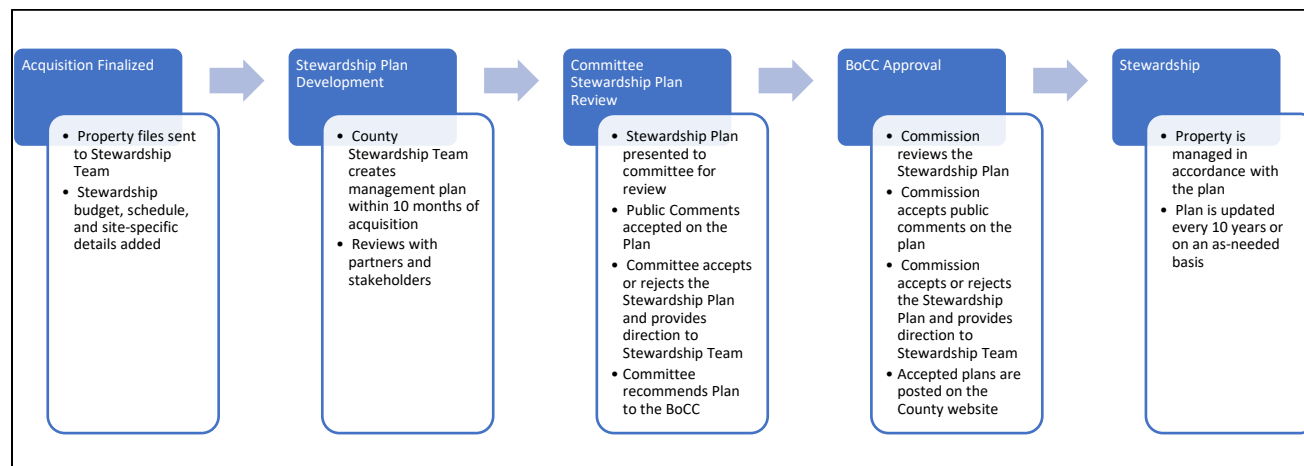 Acquisition Finalized
• Property files sent
to Stewardship
Team
• Stewardship
budget, schedule,
and site-specific
details added
Stewardship Plan
Development
• County
Stewardship Team
creates
management plan
within 10 months of
acquisition
• Reviews with
partners and
stakeholders
Committee
Stewardship Plan
Review
• Stewardship Plan
presented to
committee for
review
• Public Comments
accepted on the
Plan
• Committee accepts
or rejects the
Stewardship Plan
and provides
direction to
Stewardship Team
• Committee
recommends Plan
to the BoCC
BoCC Approval
• Commission
reviews the
Stewardship Plan
• Commission
accepts public
comments on the
plan
• Commission
accepts or rejects
the Stewardship
Plan and provides
direction to
Stewardship Team
• Accepted plans are
posted on the
County website
Stewardship
• Property is
managed in
accordance with
the plan
• Plan is updated
every 10 years or
on an as-needed
basis